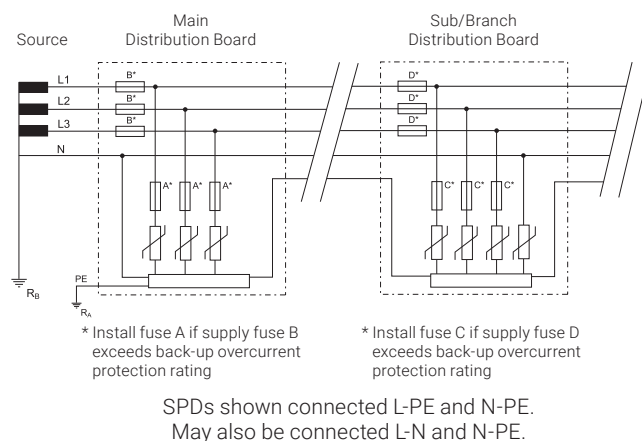 Source
Main
Distribution Board
Sub/Branch
Distribution Board
L1
B*
D*
L2
B*
D*
L3
B*
D*
N
A*
A*
A*
C*
C*
C*
PE
RB
RA
* Install fuse A if supply fuse B
exceeds back-up overcurrent
protection rating
* Install fuse C if supply fuse D
exceeds back-up overcurrent
protection rating
SPDs shown connected L-PE and N-PE.
May also be connected L-N and N-PE.